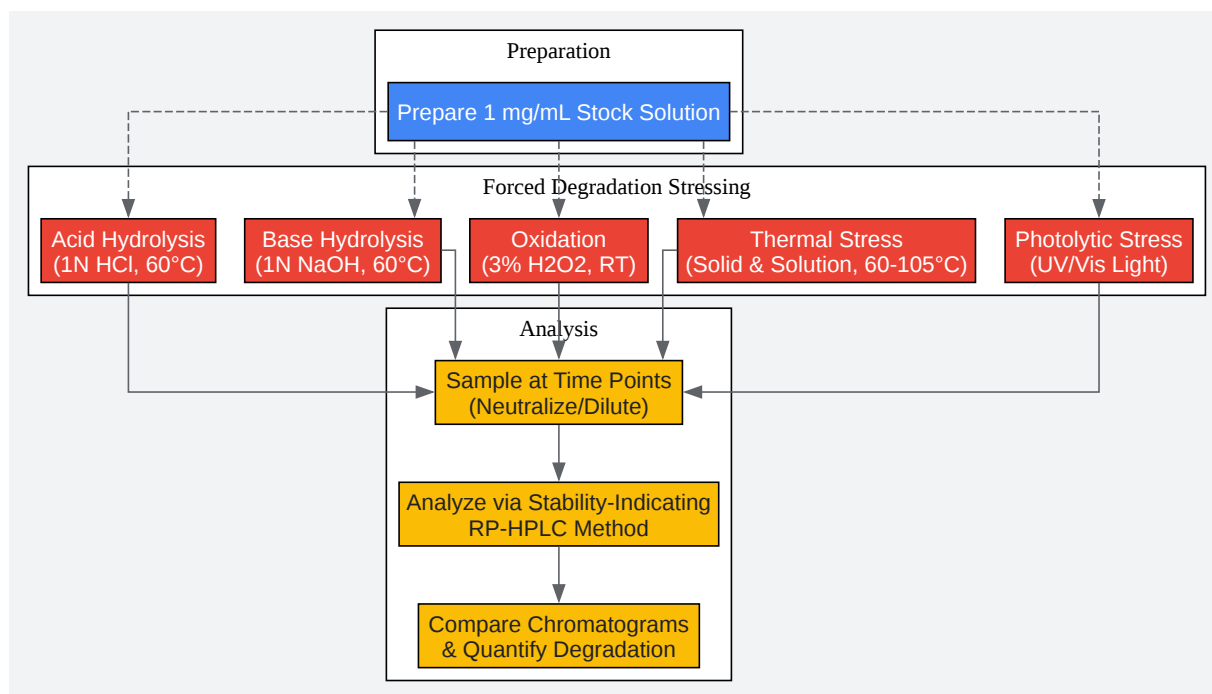 Preparation
Prepare 1 mg/mL Stock Solution
Forced Degradation Stressing
Acid Hydrolysis
(1N HCl, 60°C)
Base Hydrolysis
(1N NaOH, 60°C)
Oxidation
(3% H2O2, RT)
Thermal Stress
(Solid & Solution, 60-105°C)
Photolytic Stress
(UV/Vis Light)
Analysis
Sample at Time Points
(Neutralize/Dilute)
Analyze via Stability-Indicating
RP-HPLC Method
Compare Chromatograms
& Quantify Degradation